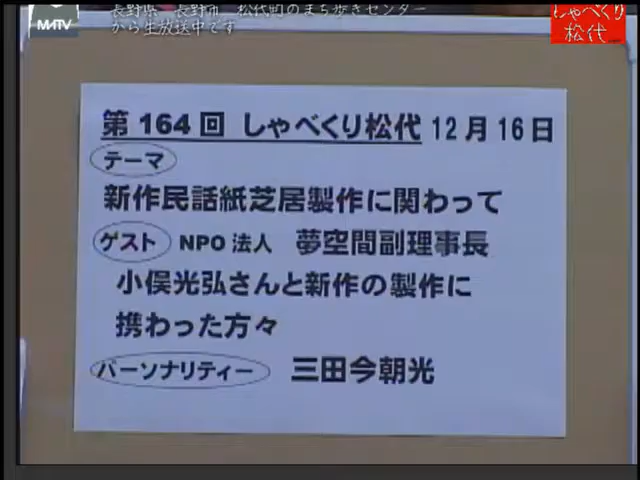 MATV
長野県 長野市 松代町のまち歩きセンター
から生放送中です
しゃべくり
松代
第164回 しゃべくり松代 12月16日
テーマ
新作民話紙芝居製作に関わって
ゲスト NPO法人 夢空間副理事長
小俣光弘さんと新作の製作に
携わった方々
パーソナリティー 三田今朝光